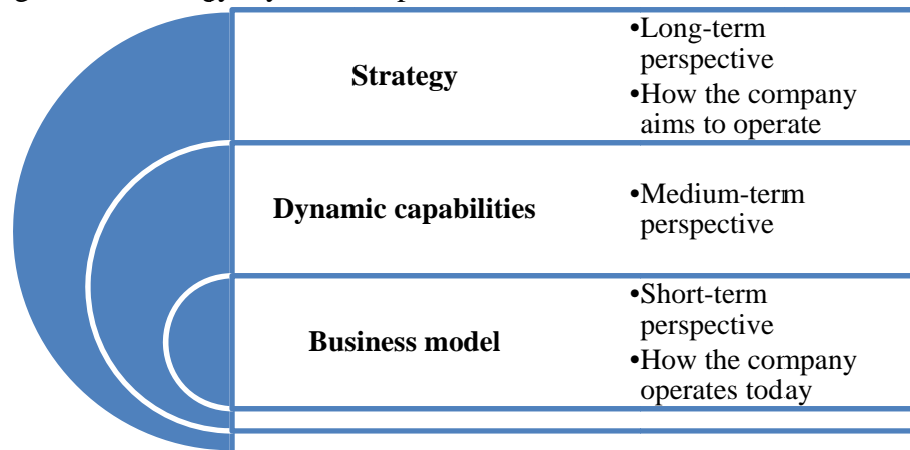 Strategy
•Long-term
perspective
•How the company
aims to operate
Dynamic capabilities
•Medium-term
perspective
Business model
•Short-term
perspective
•How the company
operates today